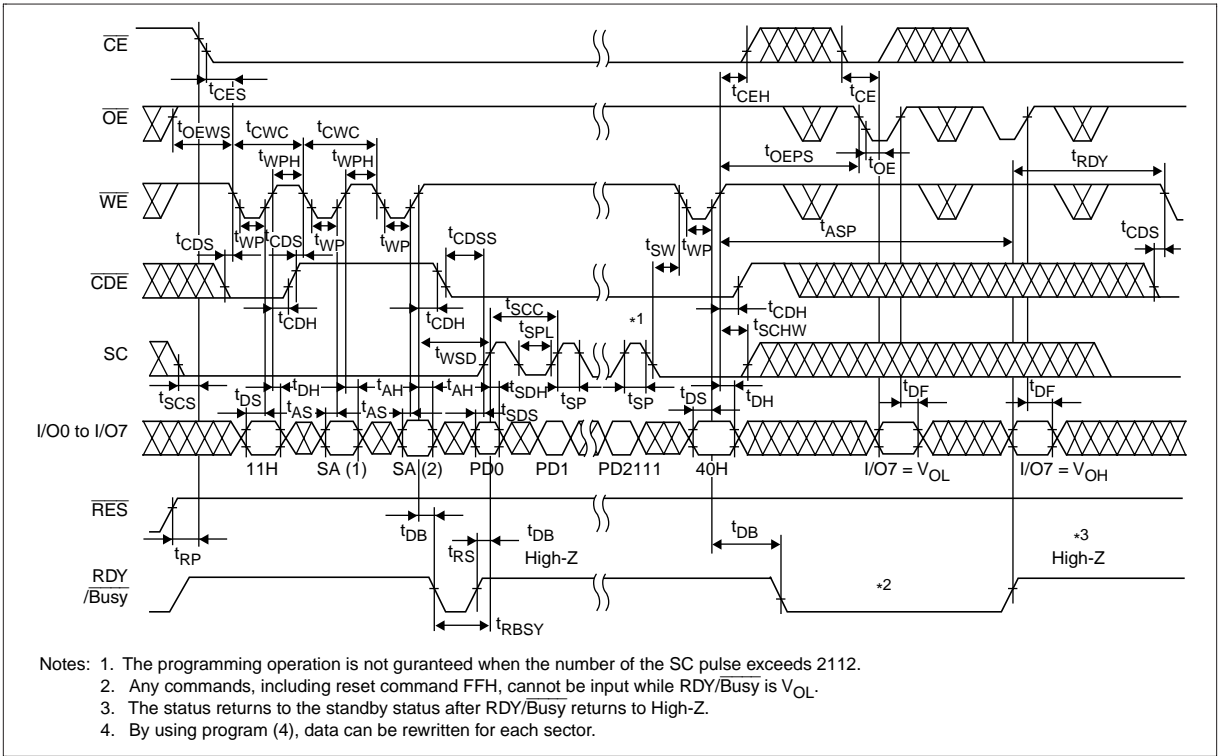 CE
tCES
tCEH
tCE
OE
tOEWS
tCWC
tCWC
tWPH
tWPH
tOEPS
tOE
tRDY
WE
tCDS
tWP
tCDS
tWP
tWP
tCDSS
tSW
tWP
tASP
tCDS
CDE
tCDH
tCDH
tSCC
tSPL
*1
tCDH
tSCHW
SC
tWSD
tSCS
tDS
tDH
tAS
tAH
tAS
tAH
tSDH
tSDS
tSP
tSP
tDS
tDH
tDF
tDF
I/O0 to I/O7
11H
SA (1)
SA (2)
PD0
PD1
PD2111
40H
I/O7 = VOL
I/O7 = VOH
RES
tRP
tDB
tRS
tDB
High-Z
tDB
*3
High-Z
RDY
/Busy
*2
tRBSY
Notes: 1. The programming operation is not guranteed when the number of the SC pulse exceeds 2112.
2. Any commands, including reset command FFH, cannot be input while RDY/Busy is VOL.
3. The status returns to the standby status after RDY/Busy returns to High-Z.
4. By using program (4), data can be rewritten for each sector.